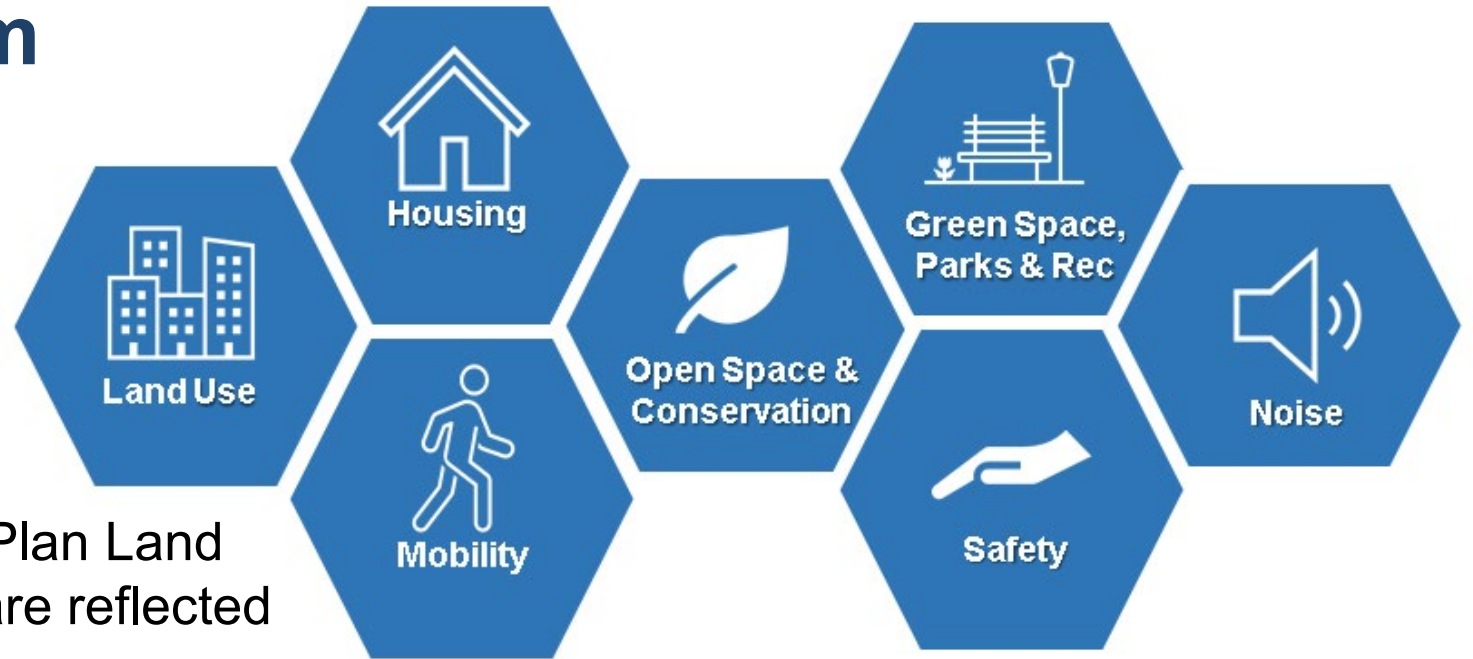 m
Housing
Green Space,
Parks & Rec
Land Use
Open Space &
Conservation
Noise
Mobility
Safety
Plan Land
are reflected